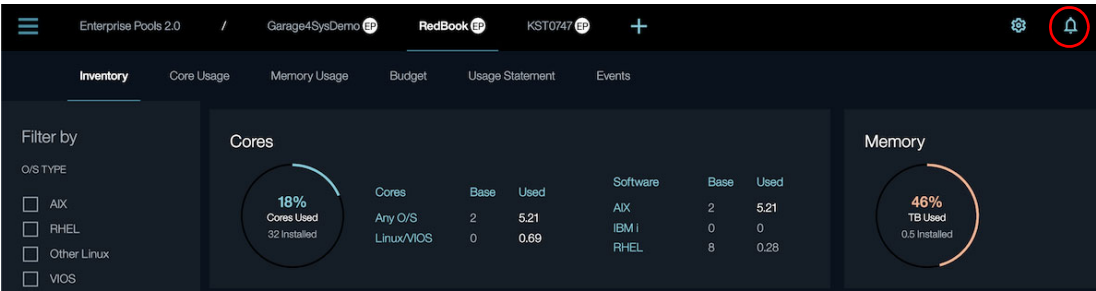 Enterprise Pools 2.0 / Garage4SysDemo EP RedBook EP KST0747 EP +
Inventory Core Usage Memory Usage Budget Usage Statement Events
Filter by
O/S TYPE
AIX
RHEL
Other Linux
VIOS
Cores
18%
Cores Used
32 Installed
Cores Base Used
Any O/S 2 5.21
Linux/VIOS 0 0.69
Software Base Used
AIX 2 5.21
IBM i 0 0
RHEL 8 0.28
Memory
46%
TB Used
0.5 Installed